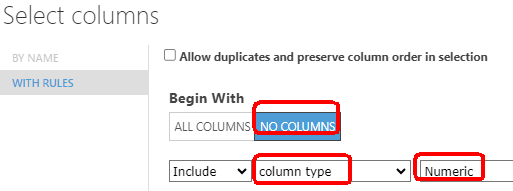 Select columns
BY NAME
WITH RULES
Allow duplicates and preserve column order in selection
Begin With
ALL COLUMNS NO COLUMNS
Include column type Numeric